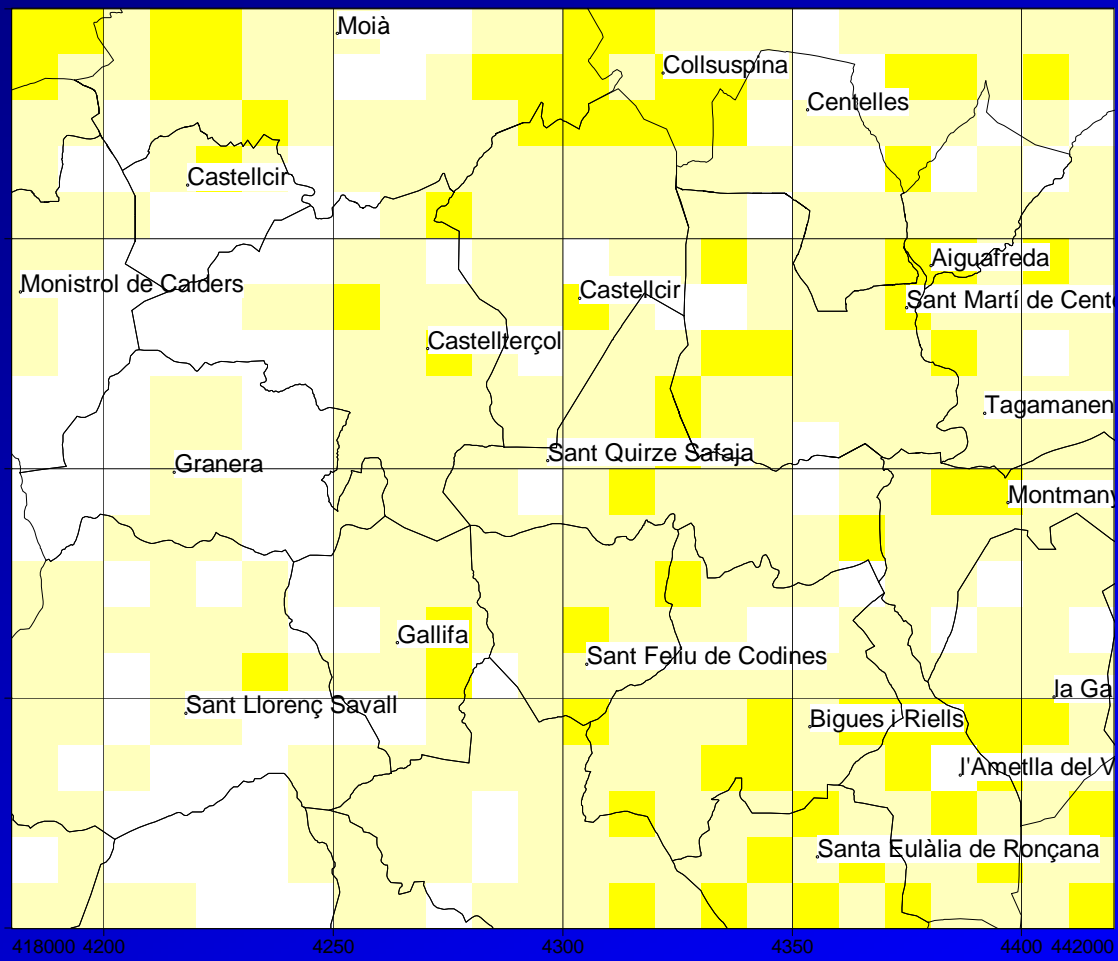 Moià
Collsuspina
Centelles
Castellcir
Aiguafreda
Monistrol de Calders
Castellcir
Sant Martí de Cente
Castellterçol
Tagamanen
Sant Quirze Safaja
Granera
Montmany
Gallifa
Sant Feliu de Codines
la Ga
Sant Llorenç Savall
Bigues i Riells
l'Ametlla del V
Santa Eulàlia de Ronçana
418000 4200 4250 4300 4350 4400 442000